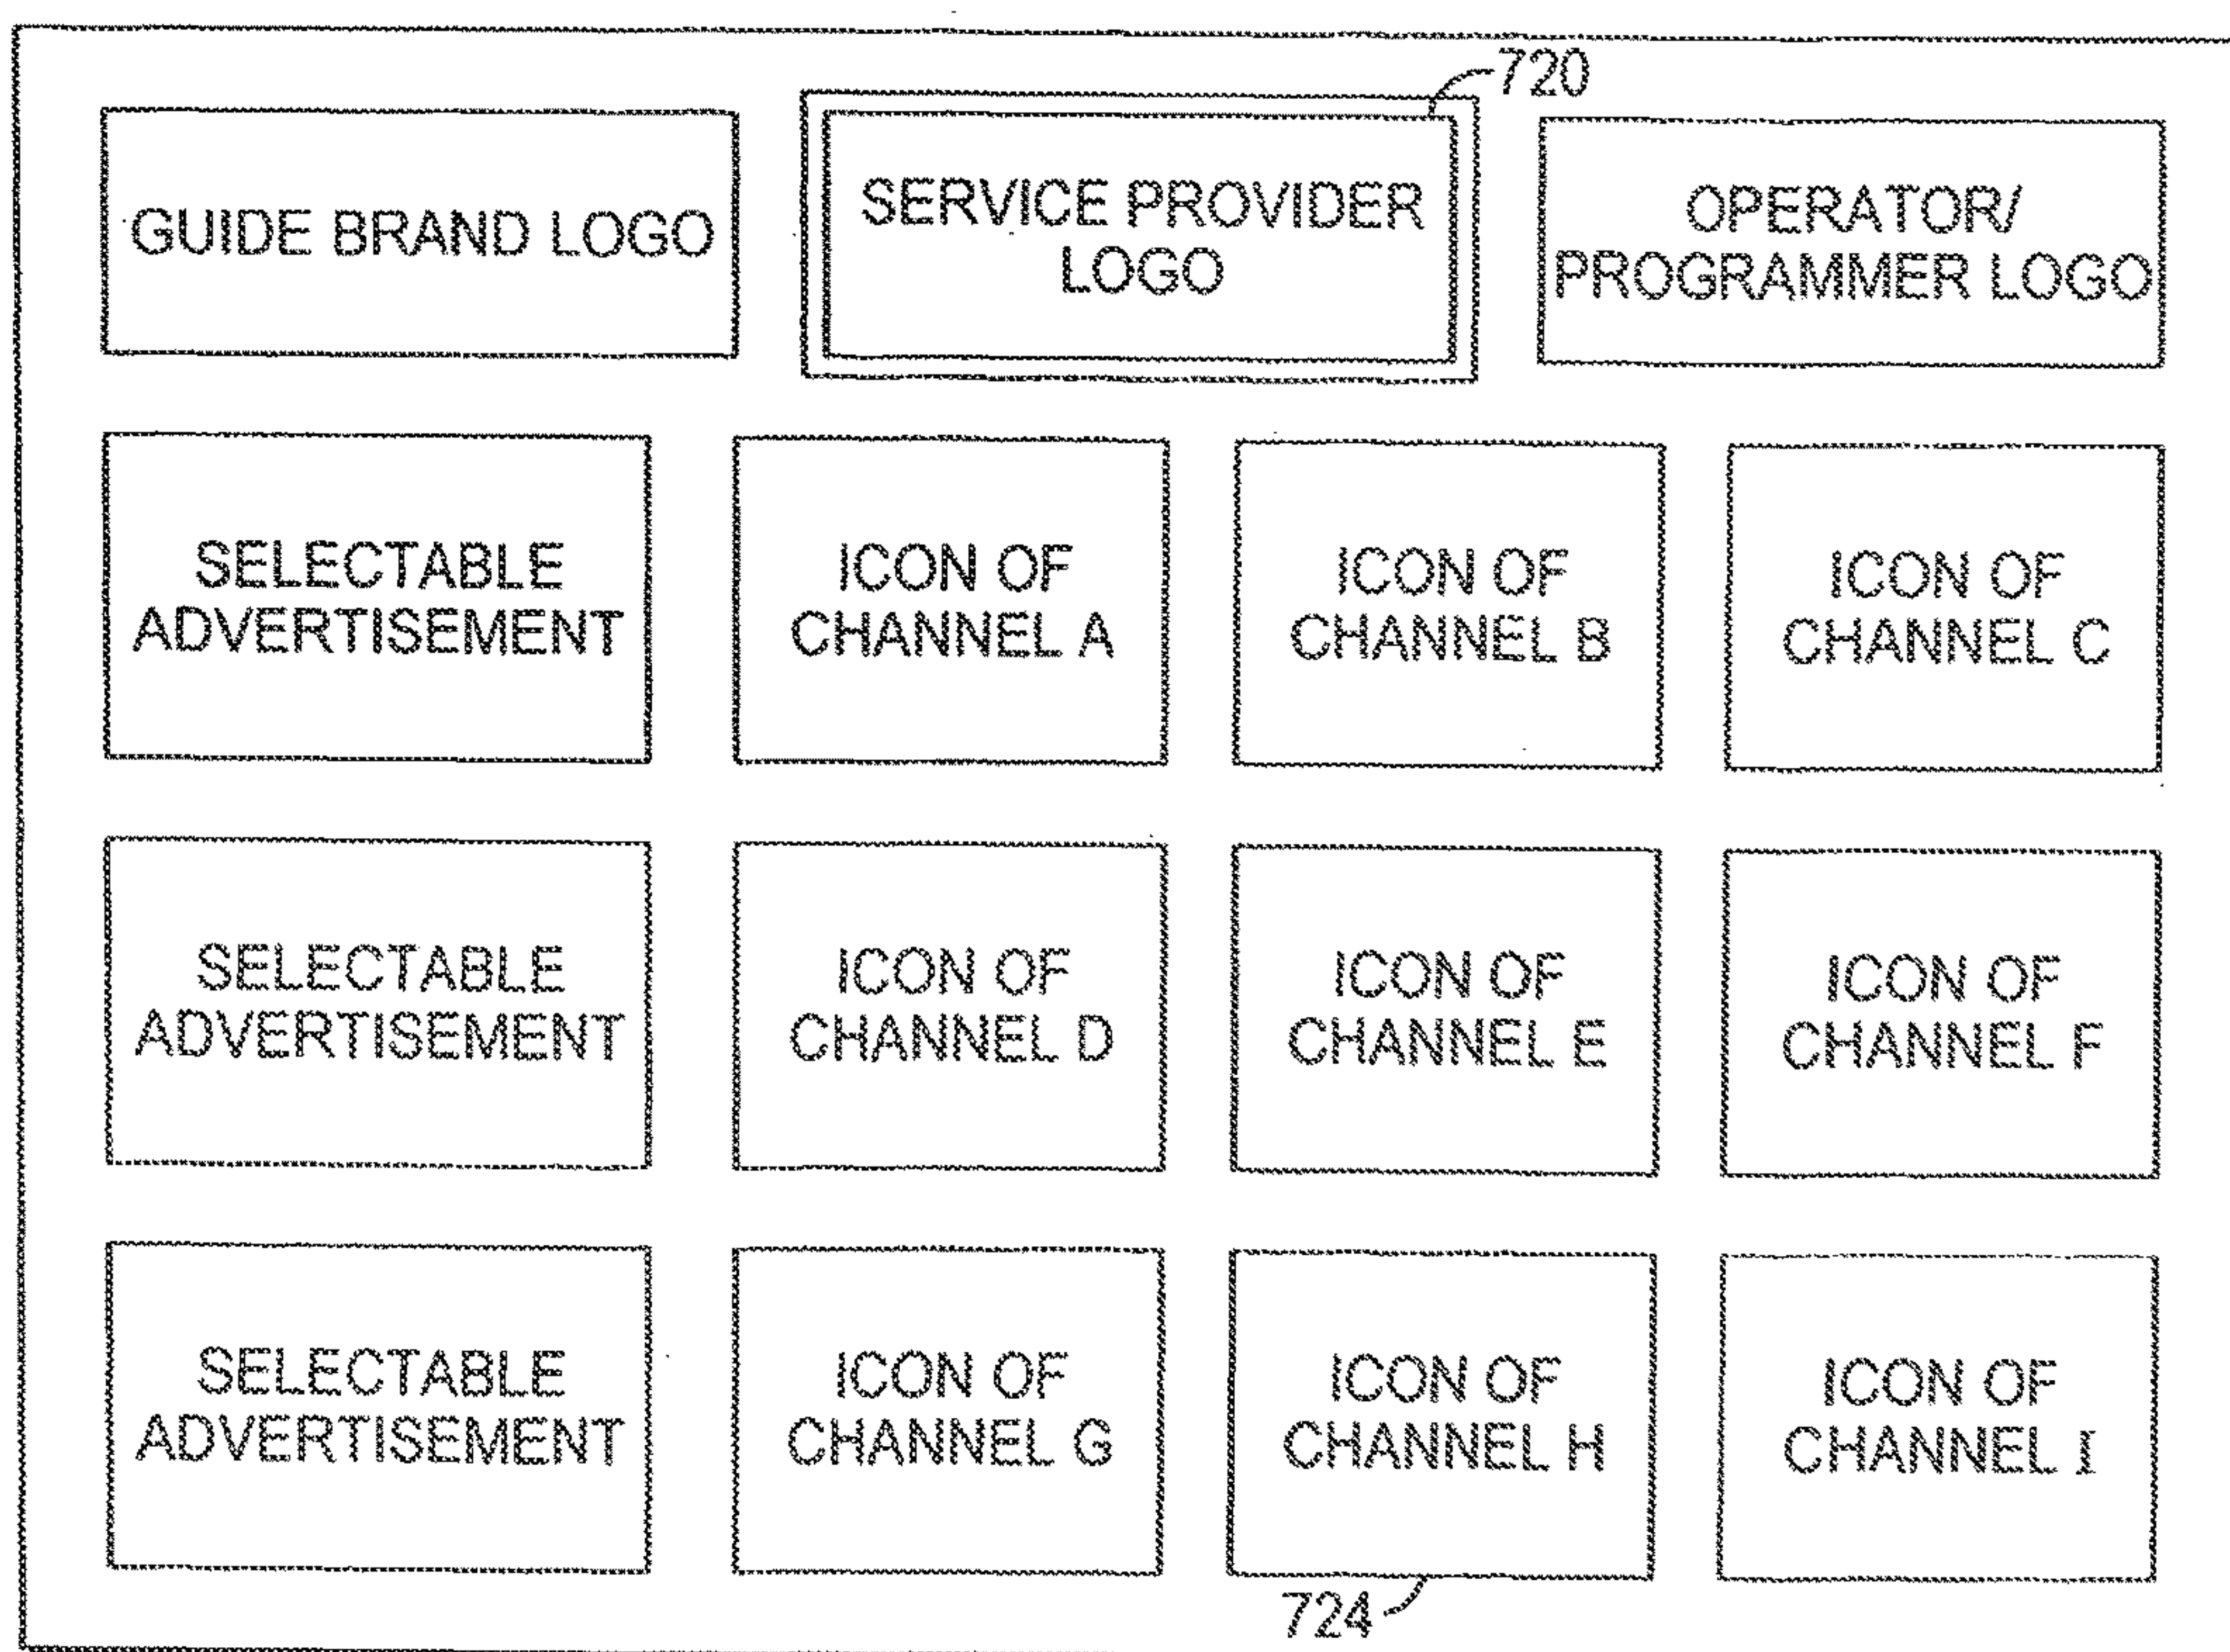 720
GUIDE BRAND LOGO
SERVICE PROVIDER
LOGO
OPERATOR/
PROGRAMMER LOGO
SELECTABLE
ADVERTISEMENT
ICON OF
CHANNEL A
ICON OF
CHANNEL B
ICON OF
CHANNEL C
SELECTABLE
ADVERTISEMENT
ICON OF
CHANNEL D
ICON OF
CHANNEL E
ICON OF
CHANNEL F
SELECTABLE
ADVERTISEMENT
ICON OF
CHANNEL G
ICON OF
CHANNEL H
ICON OF
CHANNEL I
724